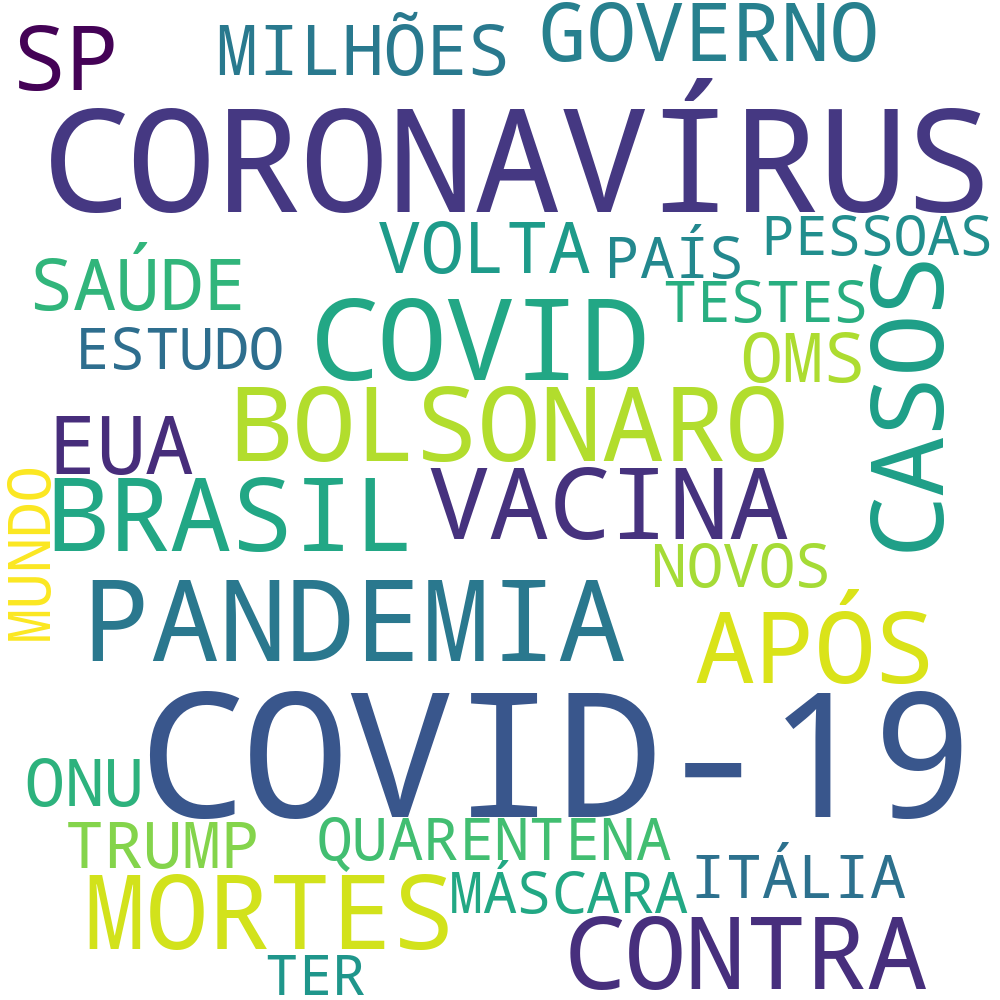 SP
MILHÕES
GOVERNO
CORONAVÍRUS
VOLTA
PAÍS
PESSOAS
SAÚDE
TESTES
CASOS
ESTUDO
COVID
OMS
BOLSONARO
EUA
BRASIL
VACINA
MUNDO
NOVOS
PANDEMIA
APÓS
COVID-19
ONU
TRUMP
QUARENTENA
MORTES
MÁSCARA
ITÁLIA
CONTRA
TER